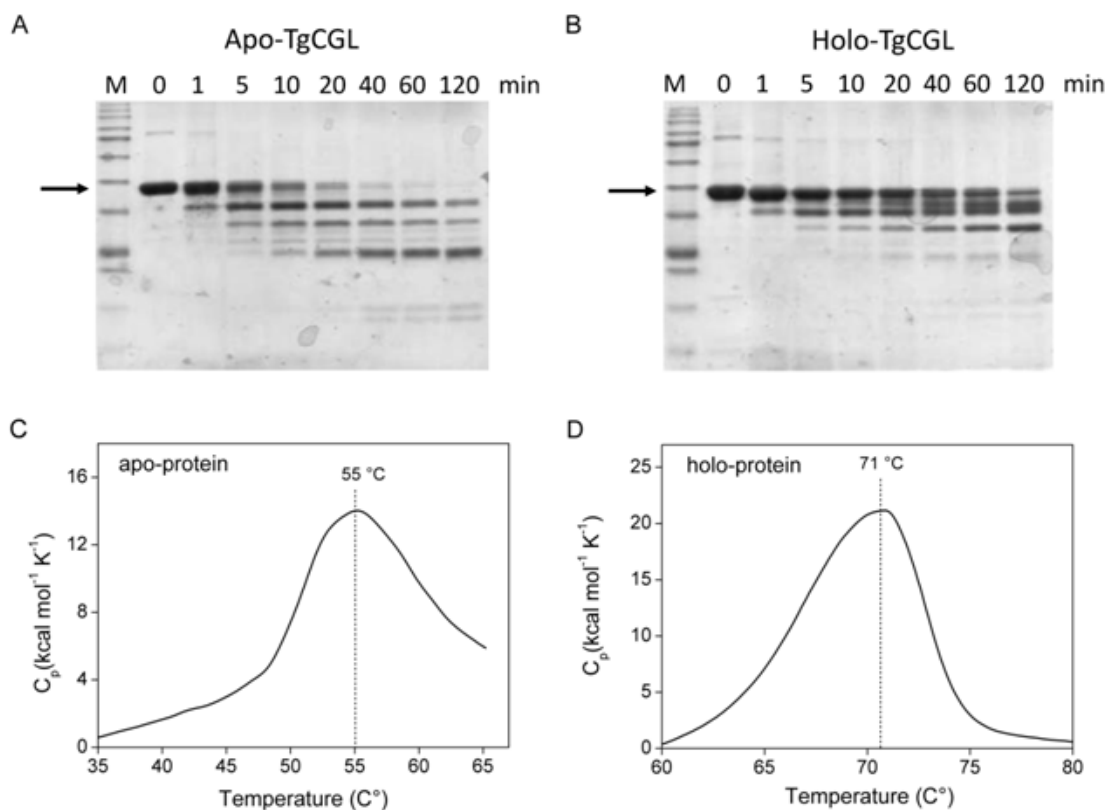 A
Apo-TgCGL
M 0 1 5 10 20 40 60 120 min
B
Holo-TgCGL
M 0 1 5 10 20 40 60 120 min
C
apo-protein
55 °C
16
12
8
4
0
C_p(kcal mol⁻¹ K⁻¹)
35 40 45 50 55 60 65
Temperature (C°)
D
holo-protein
71 °C
25
20
15
10
5
0
C_p(kcal mol⁻¹ K⁻¹)
60 65 70 75 80
Temperature (C°)